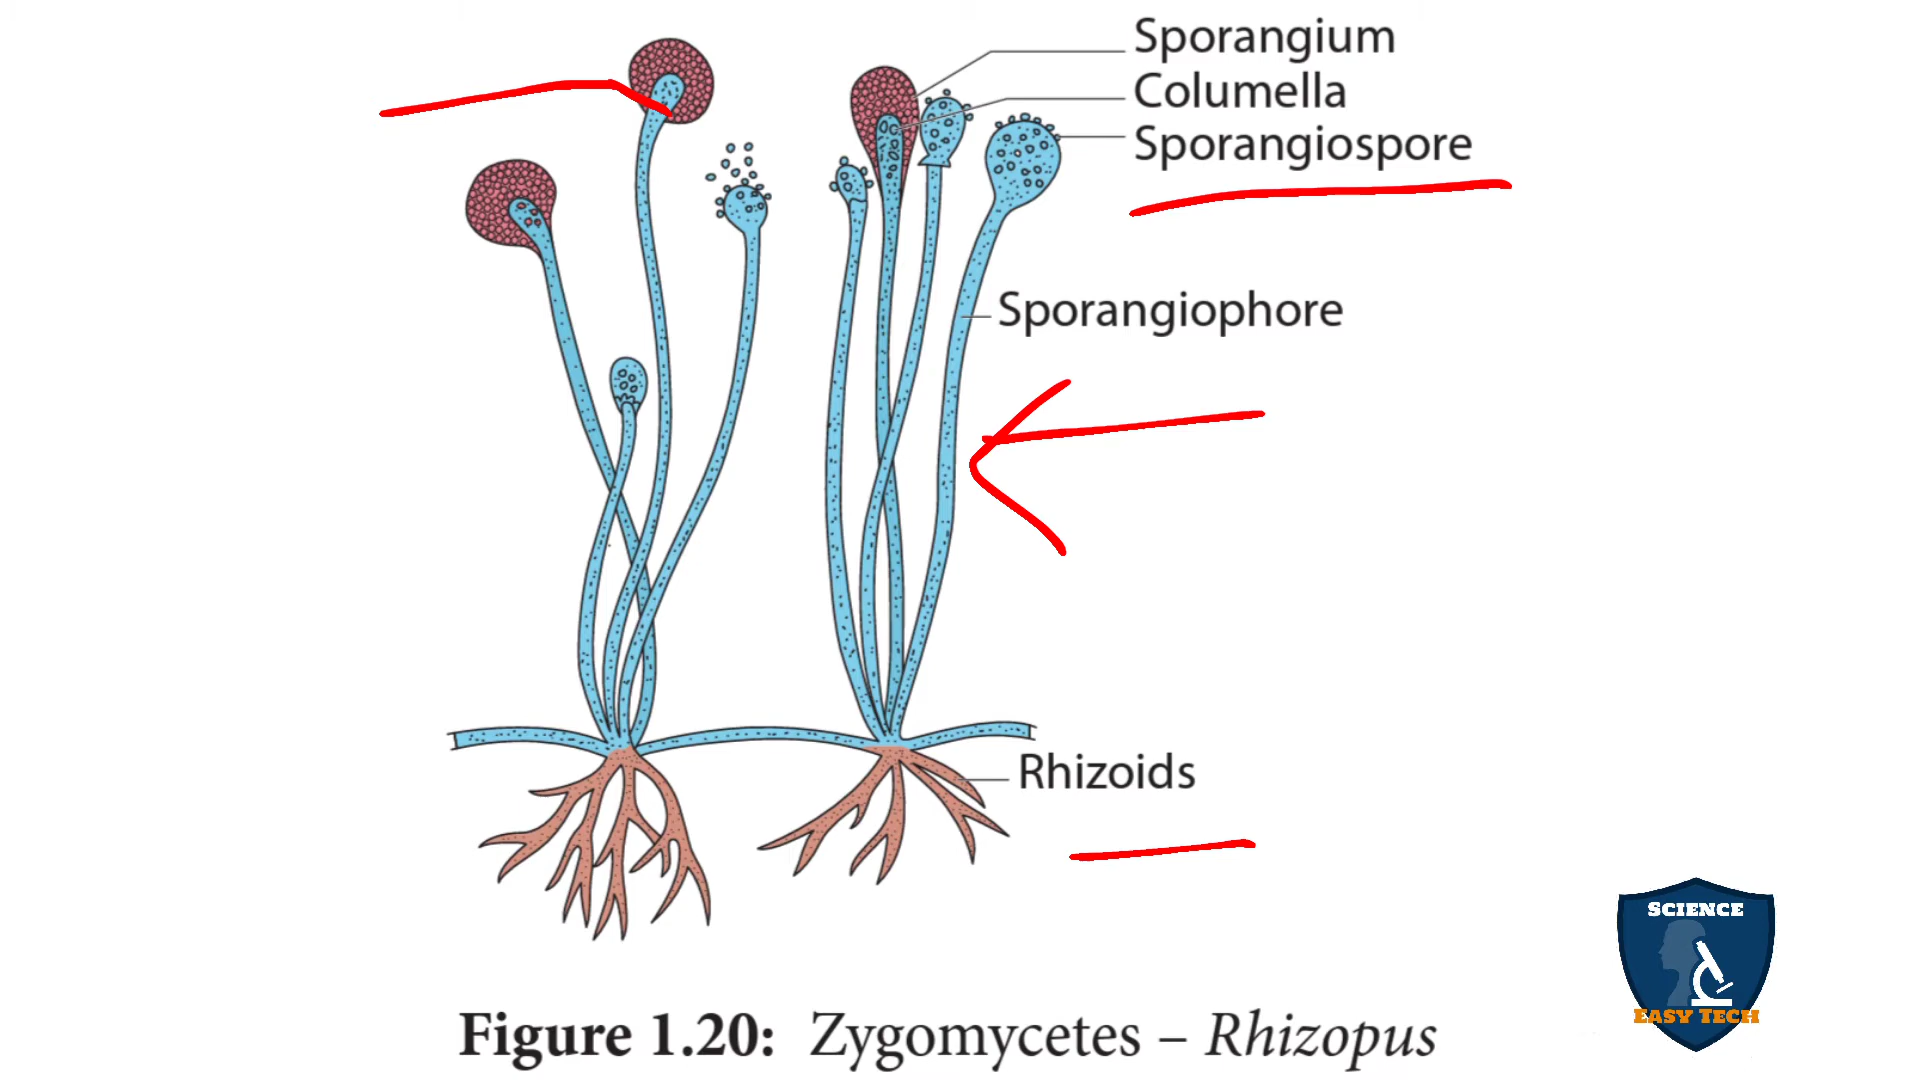 Sporangium
Columella
Sporangiospore
Sporangiophore
Rhizoids
SCIENCE
EASY TECH
Figure 1.20: Zygomycetes – Rhizopus